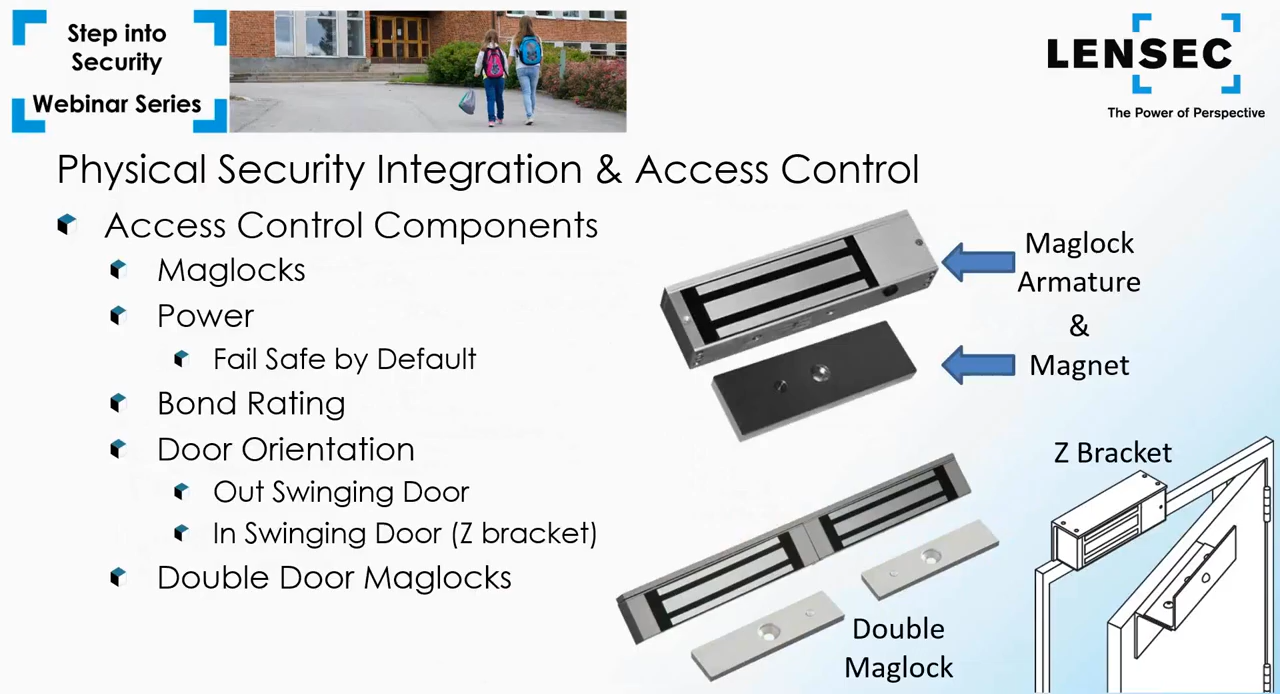 Step into
Security
Webinar Series
LENSEC
The Power of Perspective
Physical Security Integration & Access Control
Access Control Components
Maglocks
Power
Fail Safe by Default
Bond Rating
Door Orientation
Out Swinging Door
In Swinging Door (Z bracket)
Double Door Maglocks
Maglock
Armature
&
Magnet
Z Bracket
Double
Maglock